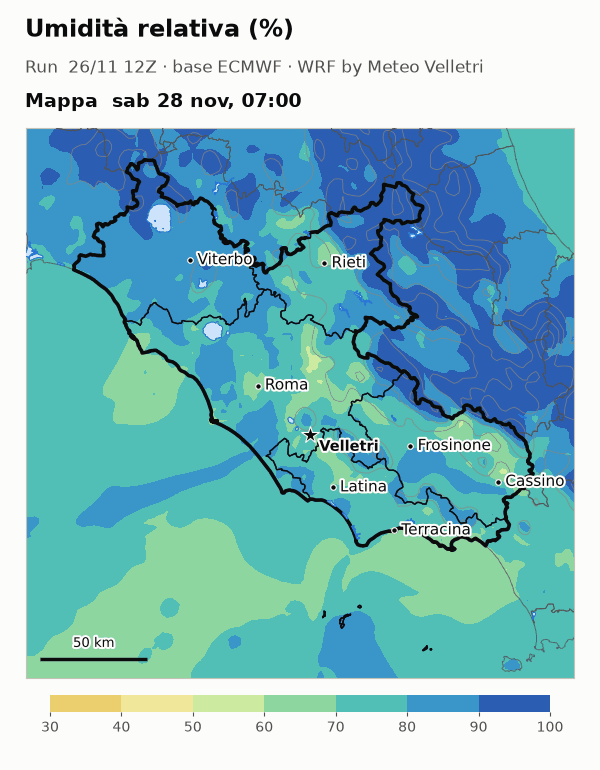 Umidità relativa (%)
Run  26/11 12Z · base ECMWF · WRF by Meteo Velletri
Mappa  sab 28 nov, 07:00
Viterbo
Rieti
Roma
Velletri
Frosinone
Cassino
Latina
Terracina
50 km
30 40 50 60 70 80 90 100